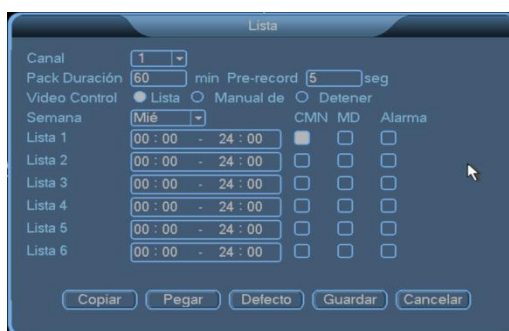 Lista
Canal 1
Pack Duración 60 min Pre-record 5 seg
Video Control Lista Manual de Detener
Semana Mié CMN MD Alarma
Lista 1 00 : 00 - 24 : 00
Lista 2 00 : 00 - 24 : 00
Lista 3 00 : 00 - 24 : 00
Lista 4 00 : 00 - 24 : 00
Lista 5 00 : 00 - 24 : 00
Lista 6 00 : 00 - 24 : 00
Copiar Pegar Defecto Guardar Cancelar